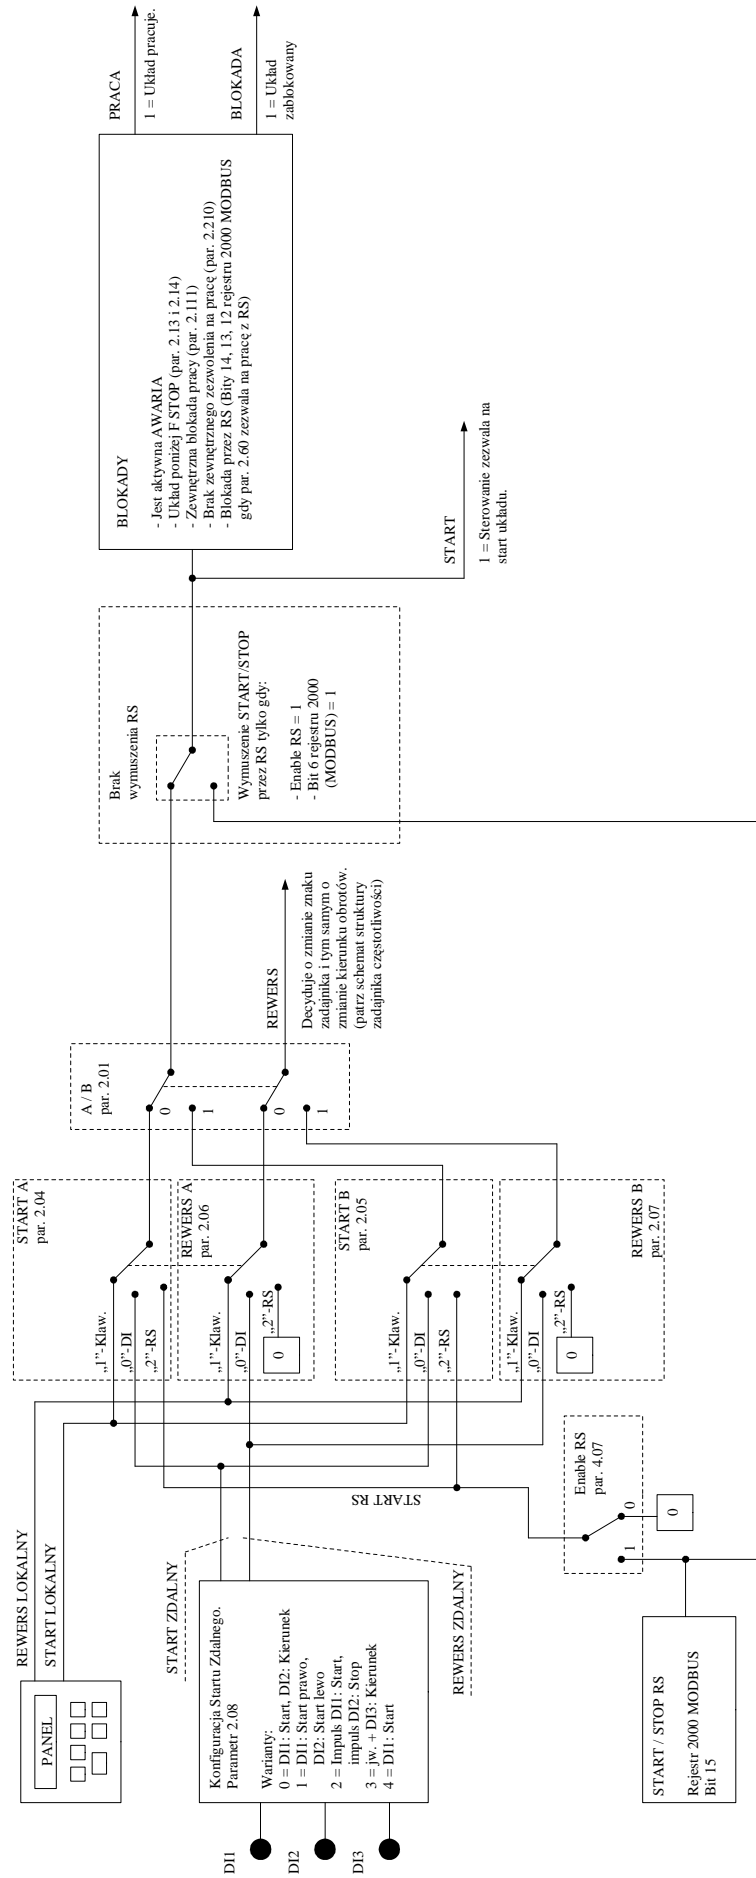 PANEL
REWERS LOKALNY
START LOKALNY
DI1
DI2
DI3
Konfiguracja Startu Zdalnego.
Parametr 2.08
Warianty:
0 = DI1: Start, DI2: Kierunek
1 = DI1: Start prawo,
DI2: Start lewo
2 = Impuls DI1: Start,
impuls DI2: Stop
3 = jw. + DI3: Kierunek
4 = DI1: Start
START ZDALNY
REWERS ZDALNY
START / STOP RS
Rejestr 2000 MODBUS
Bit 15
START RS
Enable RS
par. 4.07
1
0
0
START A
par. 2.04
„1”-Klaw.
„0”-DI
„2”-RS
REWERS A
par. 2.06
„1”-Klaw.
„0”-DI
„2”-RS
0
START B
par. 2.05
„1”-Klaw.
„0”-DI
„2”-RS
REWERS B
par. 2.07
„1”-Klaw.
„0”-DI
„2”-RS
0
A / B
par. 2.01
0
1
0
1
REWERS
Decyduje o zmianie znaku
zadajnika i tym samym o
zmianie kierunku obrotów.
(patrz schemat struktury
zadajnika częstotliwości)
Brak
wymuszenia RS
Wymuszenie START/STOP
przez RS tylko gdy:
- Enable RS = 1
- Bit 6 rejestru 2000
(MODBUS) = 1
START
1 = Sterowanie zezwala na
start układu.
BLOKADY
- Jest aktywna AWARIA
- Układ poniżej F STOP (par. 2.13 i 2.14)
- Zewnętrzna blokada pracy (par. 2.111)
- Brak zewnętrznego zezwolenia na pracę (par. 2.210)
- Blokada przez RS (Bity 14, 13, 12 rejestru 2000 MODBUS
gdy par. 2.60 zezwala na pracę z RS)
PRACA
1 = Układ pracuje.
BLOKADA
1 = Układ
zablokowany